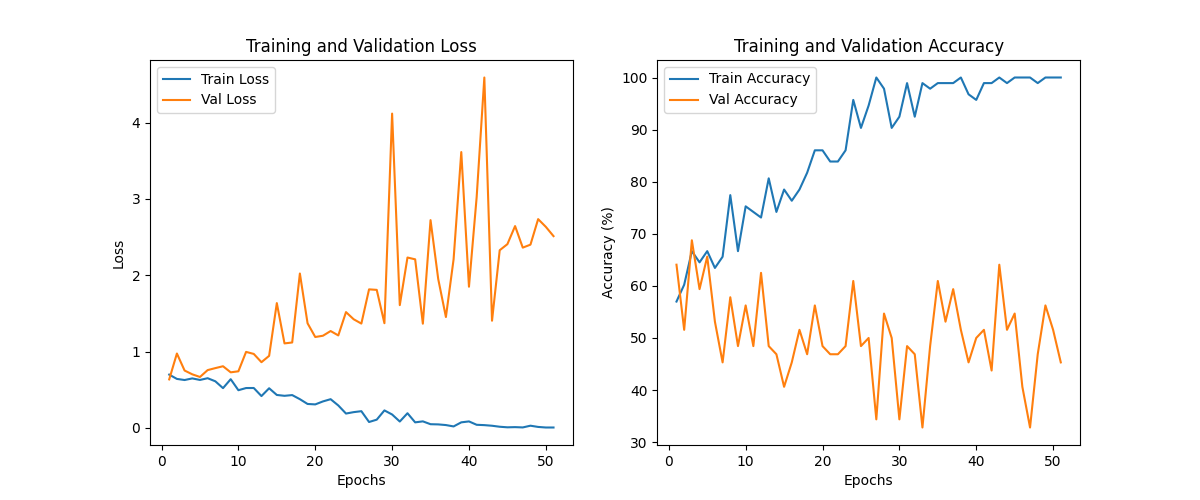 Training and Validation Loss
Train Loss
Val Loss
Loss
4
3
2
1
0
0 10 20 30 40 50
Epochs
Training and Validation Accuracy
Train Accuracy
Val Accuracy
Accuracy (%)
100
90
80
70
60
50
40
30
0 10 20 30 40 50
Epochs